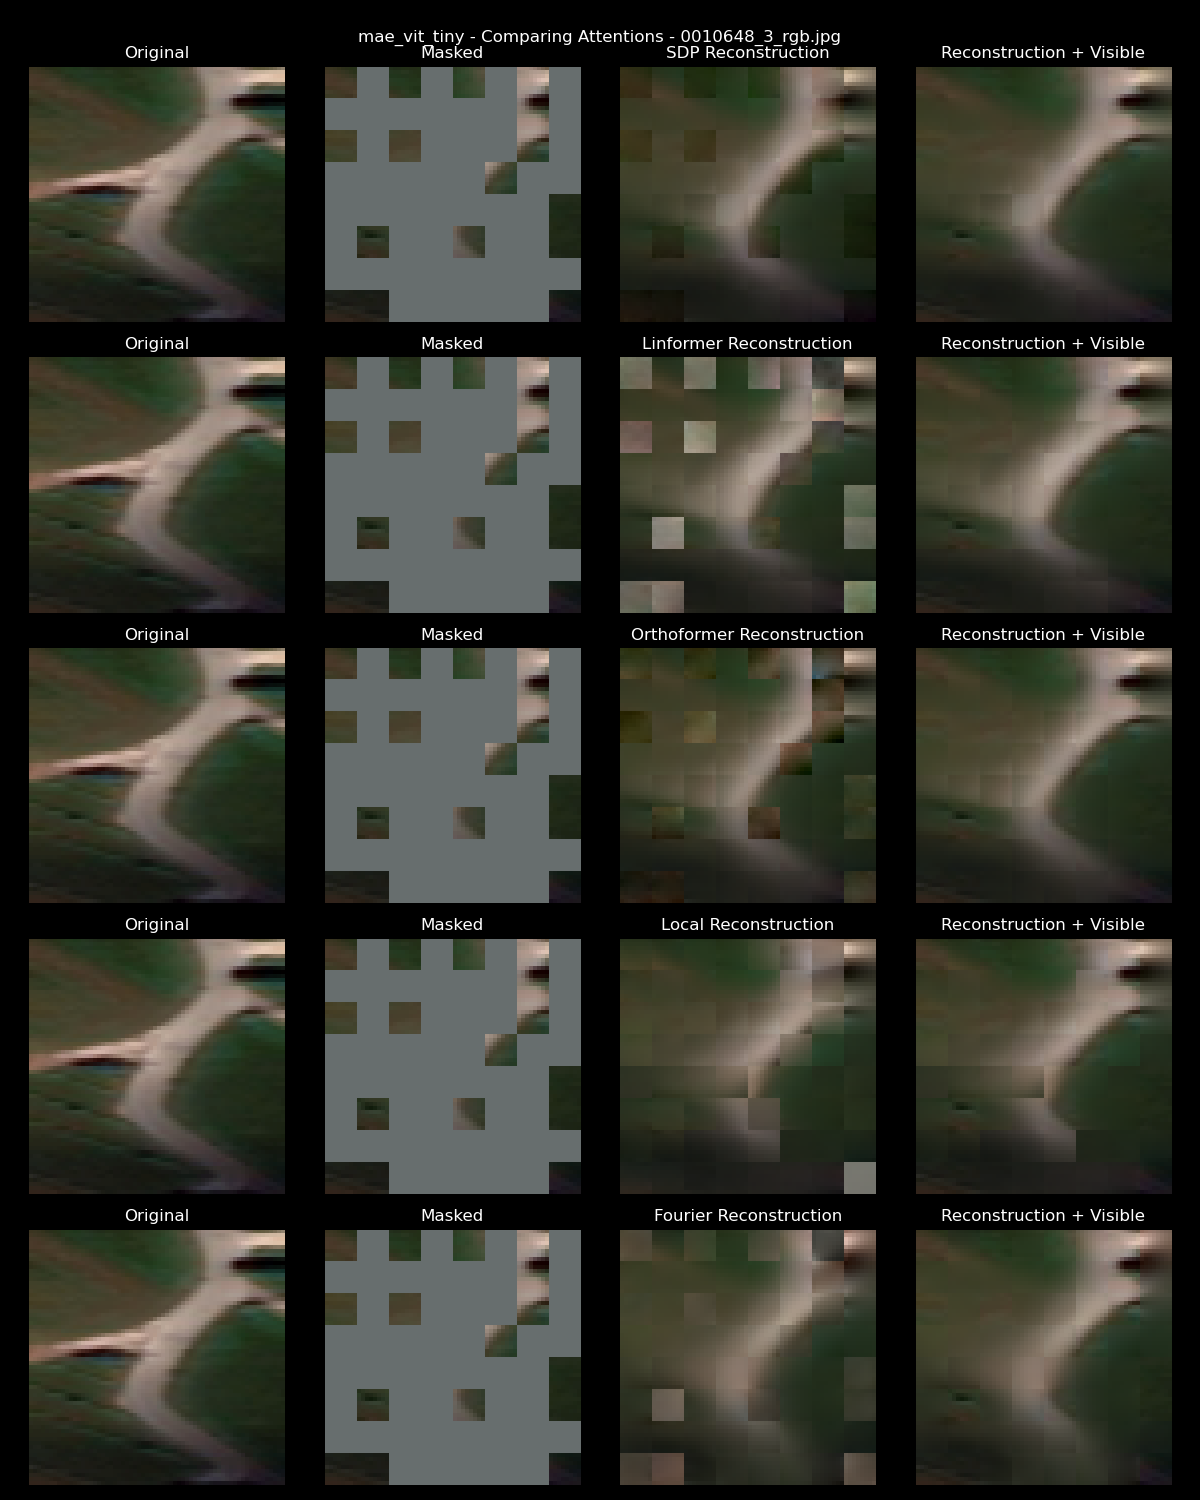 mae_vit_tiny - Comparing Attentions - 0010648_3_rgb.jpg
Original Masked SDP Reconstruction Reconstruction + Visible
Original Masked Linformer Reconstruction Reconstruction + Visible
Original Masked Orthoformer Reconstruction Reconstruction + Visible
Original Masked Local Reconstruction Reconstruction + Visible
Original Masked Fourier Reconstruction Reconstruction + Visible